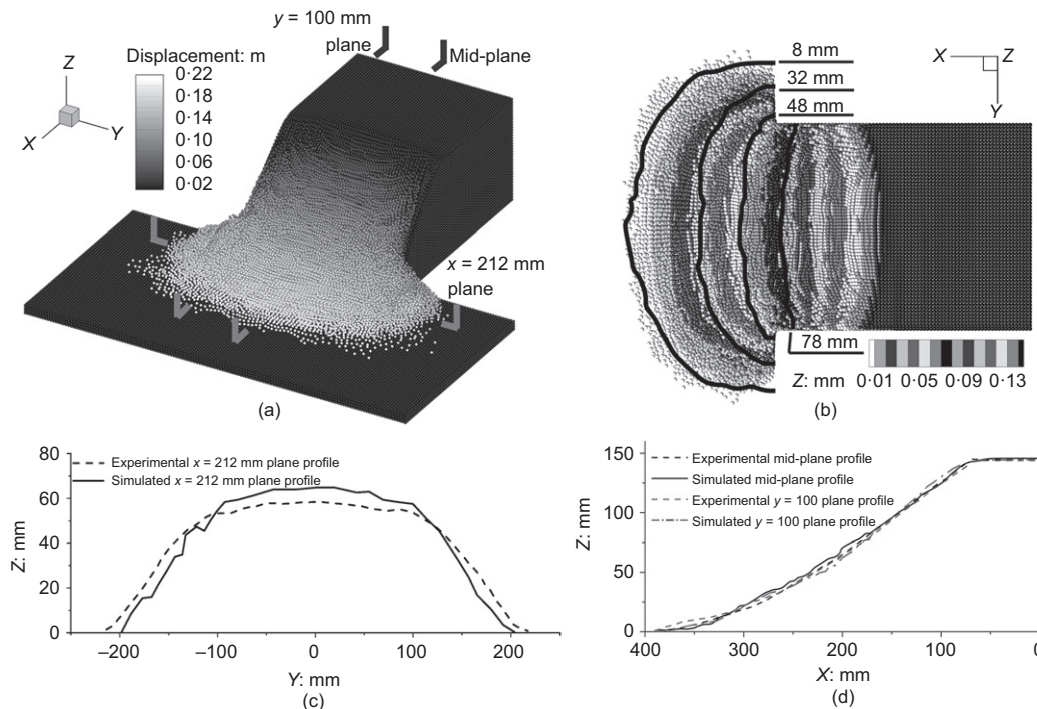 y = 100 mm
plane
Mid-plane
Displacement: m
0·22
0·18
0·14
0·10
0·06
0·02
Z
X
Y
x = 212 mm
plane
(a)
8 mm
32 mm
48 mm
X
Z
Y
78 mm
Z: mm
0·01 0·05 0·09 0·13
(b)
80
60
40
20
0
Z: mm
Experimental x = 212 mm plane profile
Simulated x = 212 mm plane profile
−200 −100 0 100 200
Y: mm
(c)
150
100
50
0
Z: mm
Experimental mid-plane profile
Simulated mid-plane profile
Experimental y = 100 plane profile
Simulated y = 100 plane profile
400 300 200 100 0
X: mm
(d)